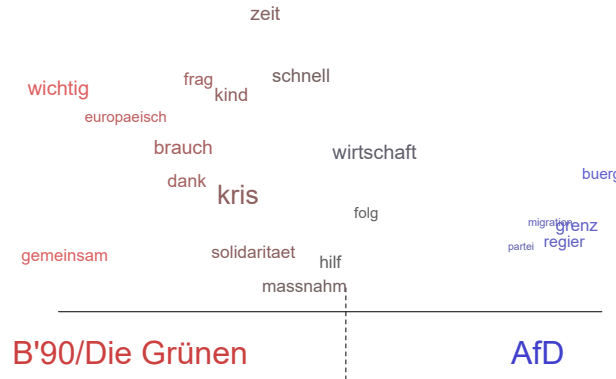 zeit
schnell
frag
wichtig
kind
europaeisch
brauch
wirtschaft
buerg
dank
kris
folg
migration
grenz
regier
partei
gemeinsam
solidaritaet
hilf
massnahm
B'90/Die Grünen
AfD